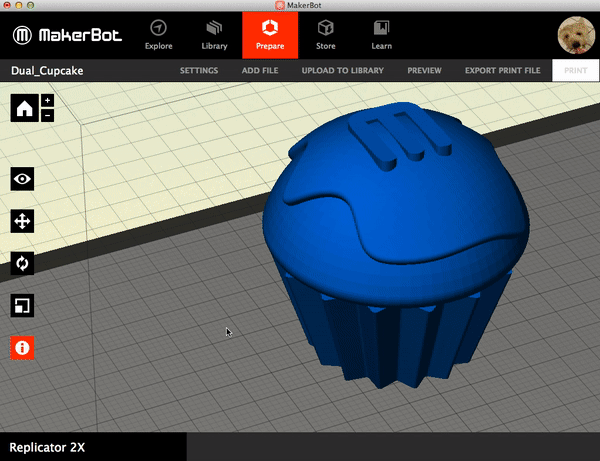 MakerBot
MakerBot
Explore
Library
Prepare
Store
Learn
Dual_Cupcake
SETTINGS
ADD FILE
UPLOAD TO LIBRARY
PREVIEW
EXPORT PRINT FILE
PRINT
Replicator 2X